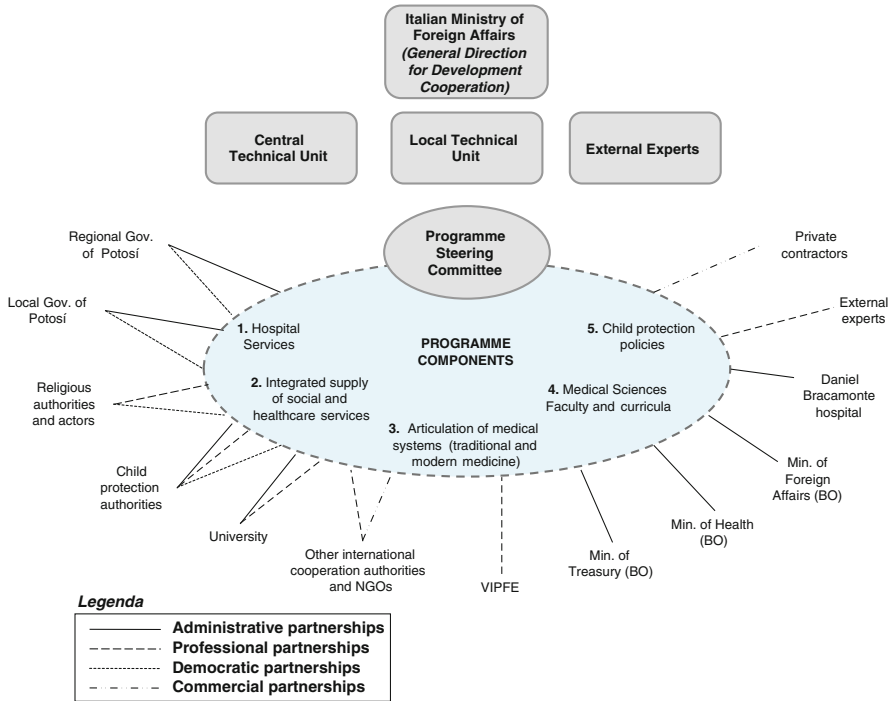 Italian Ministry of
Foreign Affairs
(General Direction
for Development
Cooperation)
Central
Technical Unit
Local Technical
Unit
External Experts
Programme
Steering
Committee
Regional Gov.
of Potosí
Local Gov. of
Potosí
Religious
authorities and
actors
Child
protection
authorities
University
Other international
cooperation authorities
and NGOs
VIPFE
Min. of
Treasury (BO)
Min. of Health
(BO)
Min. of
Foreign
Affairs (BO)
Daniel
Bracamonte
hospital
External
experts
Private
contractors
PROGRAMME
COMPONENTS
1. Hospital
Services
2. Integrated supply
of social and
healthcare services
3. Articulation of medical
systems (traditional and
modern medicine)
4. Medical Sciences
Faculty and curricula
5. Child protection
policies
Legenda
Administrative partnerships
Professional partnerships
Democratic partnerships
Commercial partnerships